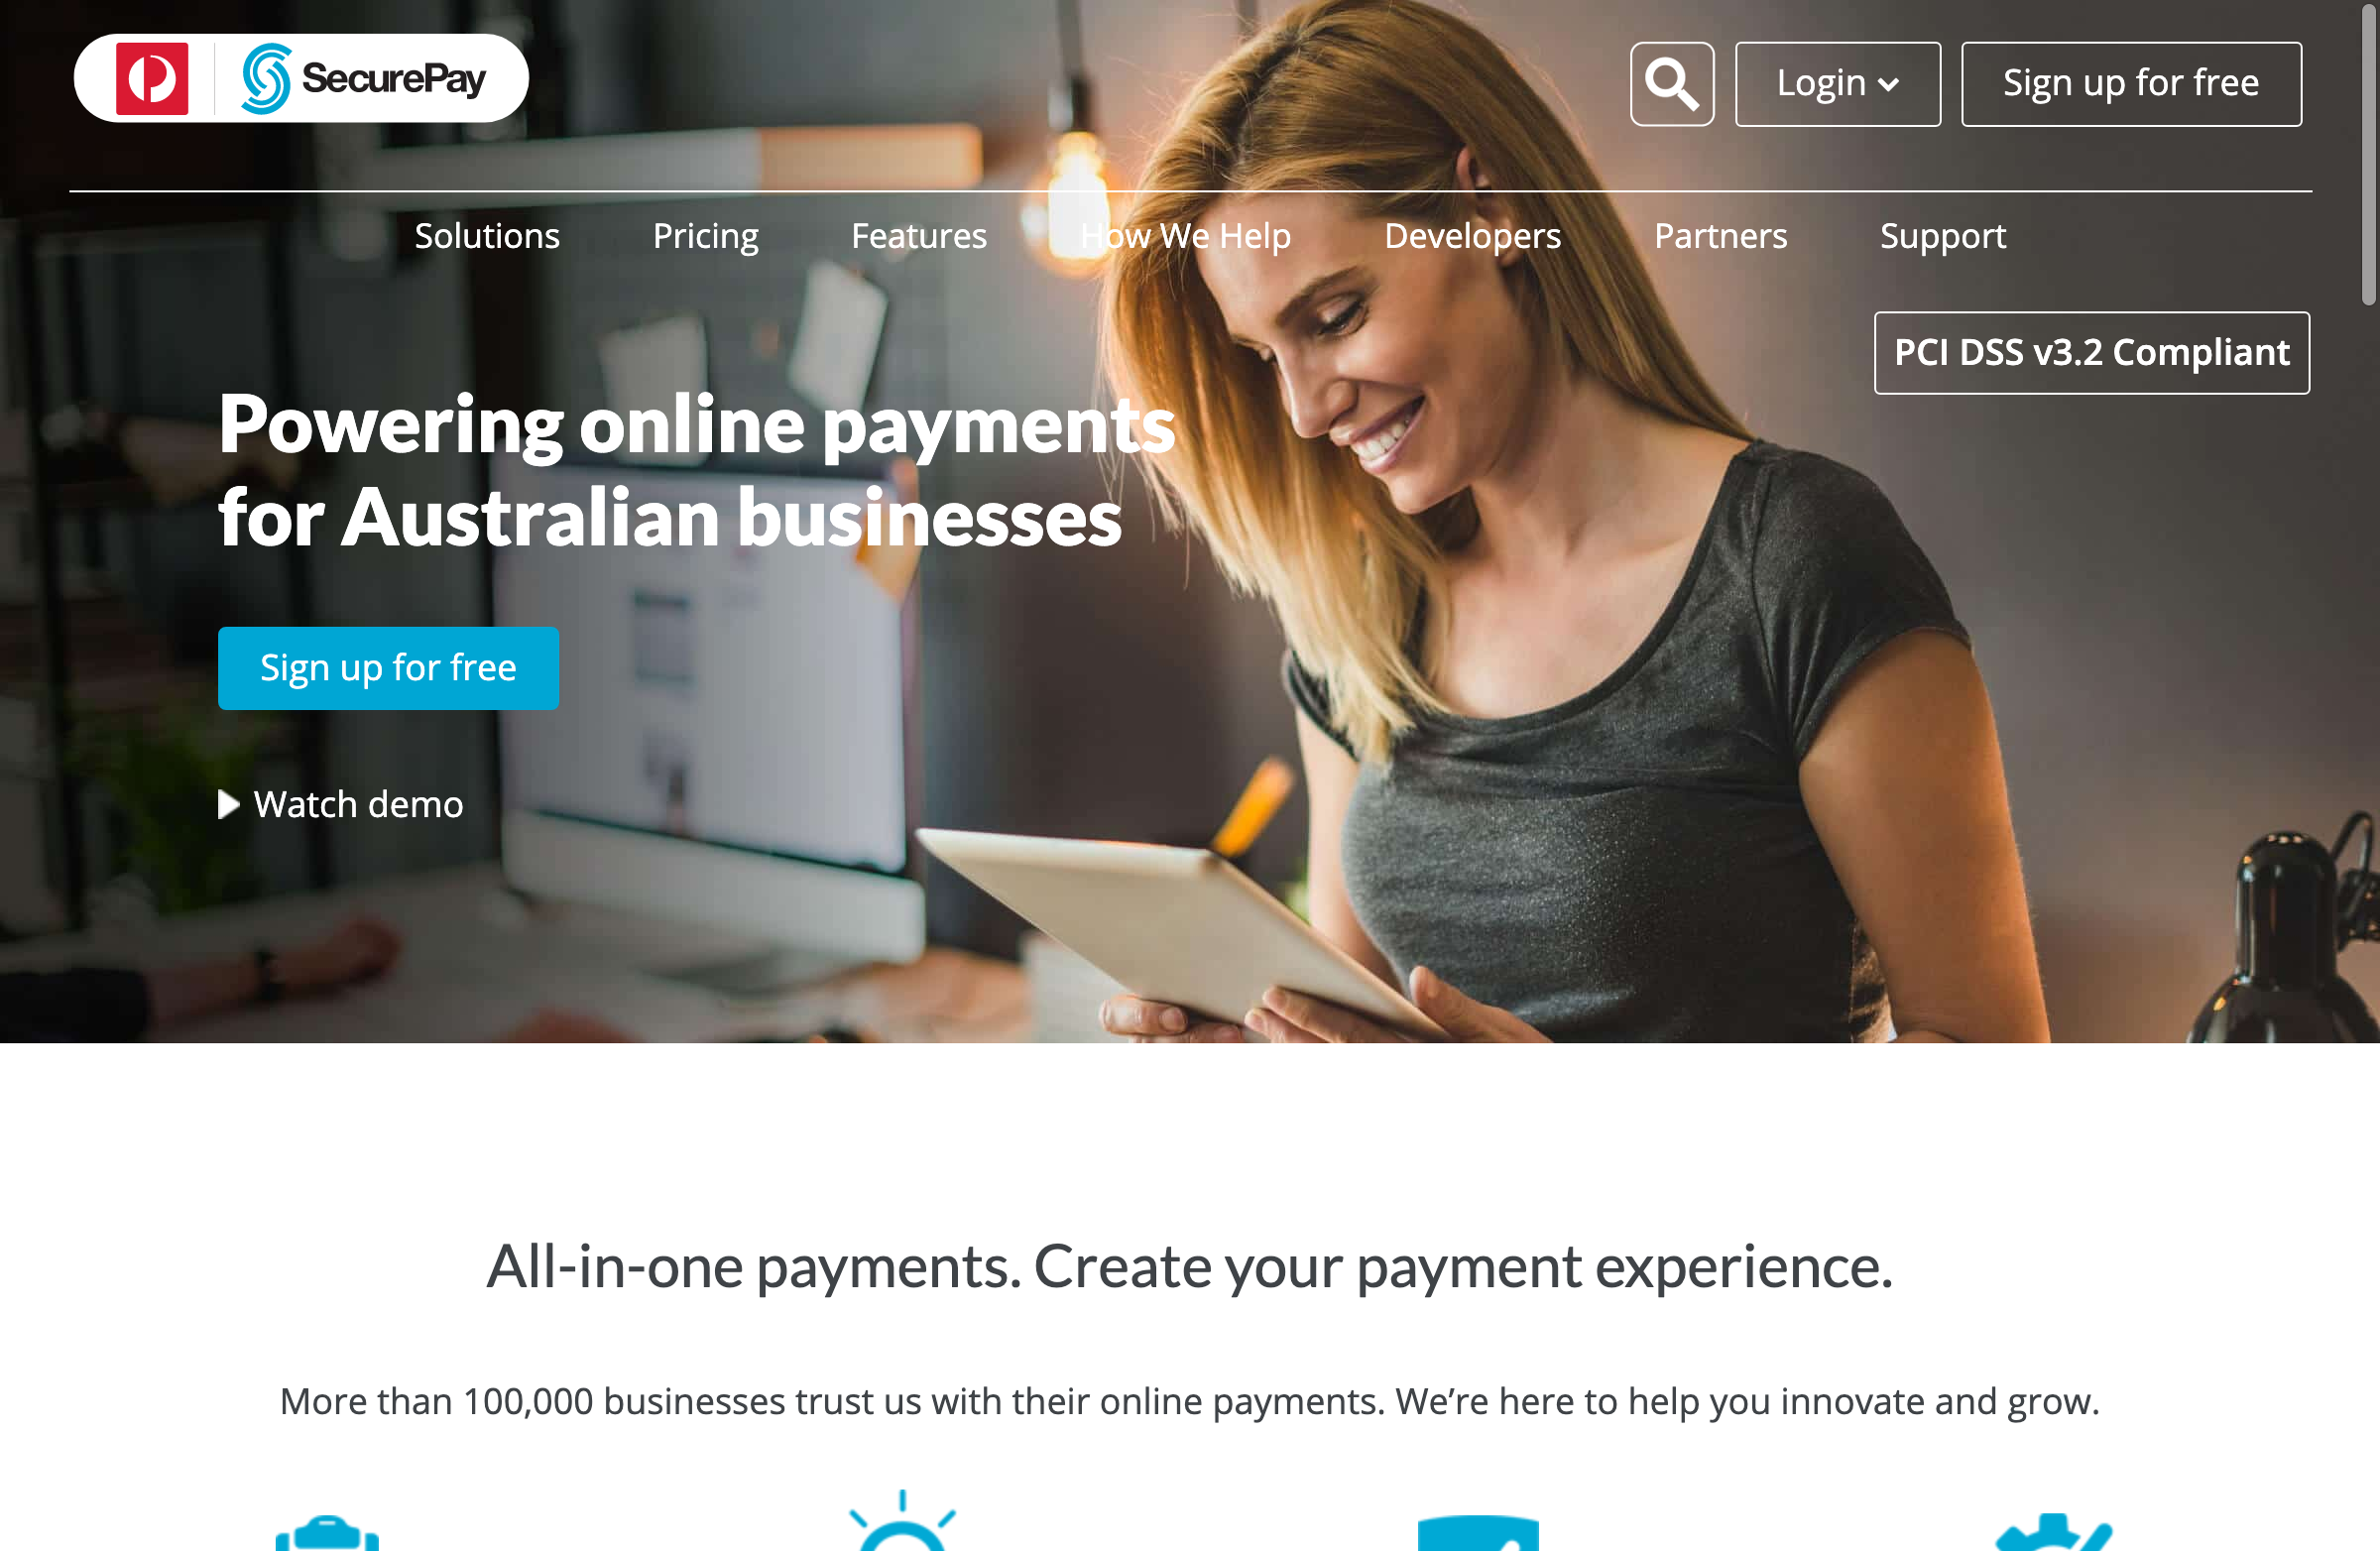 SecurePay
Login
Sign up for free
Solutions
Pricing
Features
How We Help
Developers
Partners
Support
PCI DSS v3.2 Compliant
Powering online payments
for Australian businesses
Sign up for free
Watch demo
All-in-one payments. Create your payment experience.
More than 100,000 businesses trust us with their online payments. We’re here to help you innovate and grow.